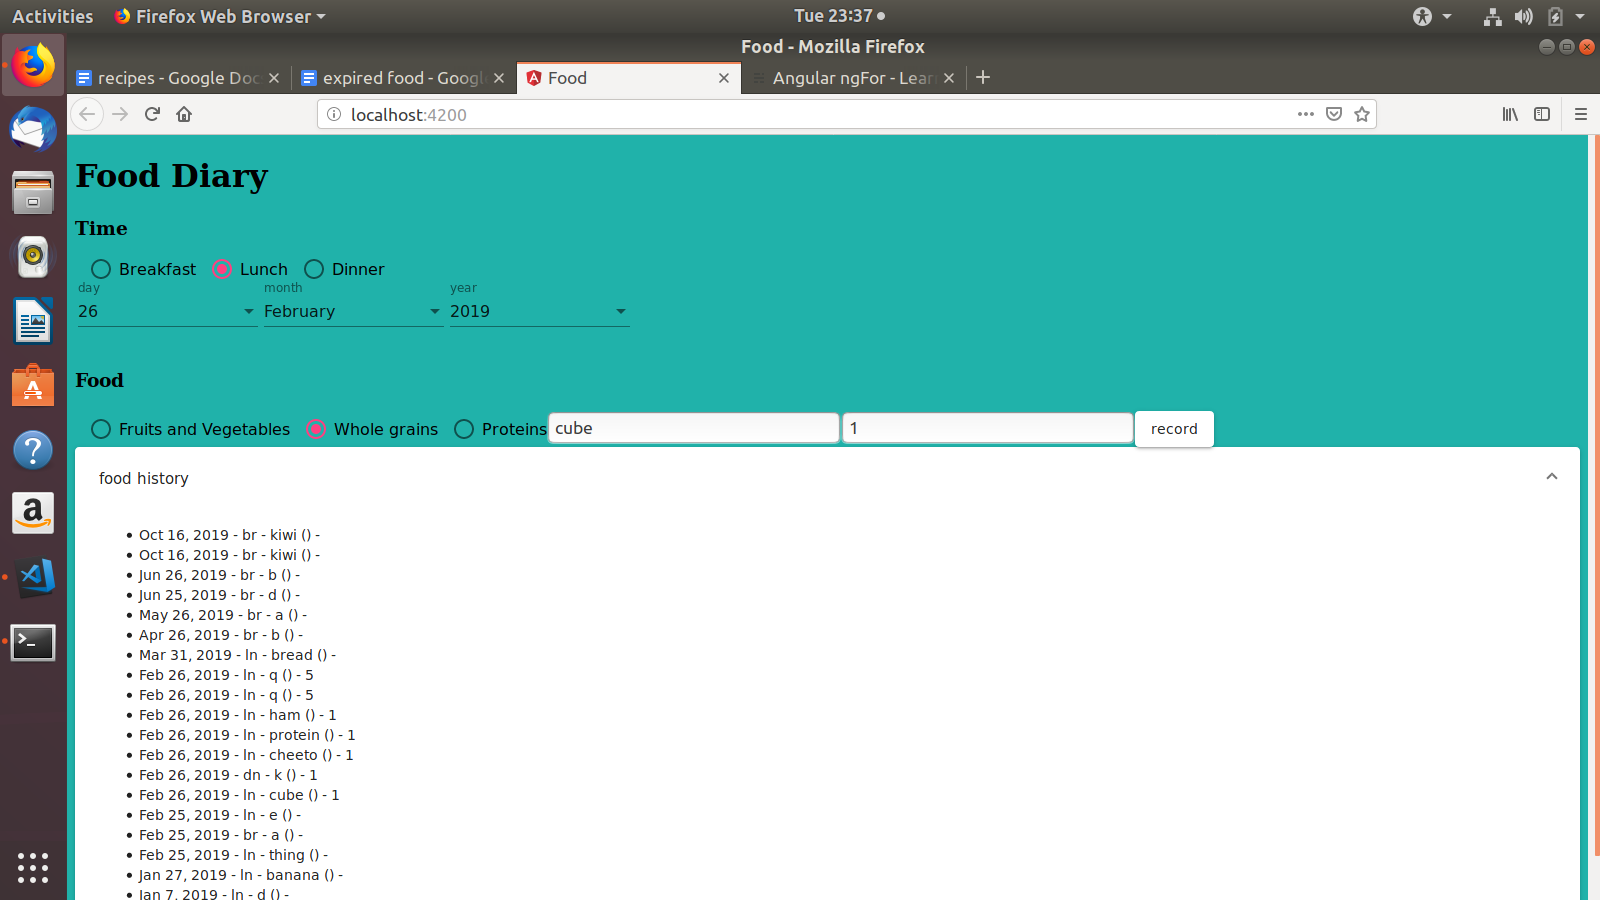 Activities Firefox Web Browser Tue 23:37
Food - Mozilla Firefox
recipes - Google Doc expired food - Google Food Angular ngFor - Lear
localhost:4200
Food Diary
Time
Breakfast Lunch Dinner
day month year
26 February 2019
Food
Fruits and Vegetables Whole grains Proteins cube 1 record
food history
Oct 16, 2019 - br - kiwi () -
Oct 16, 2019 - br - kiwi () -
Jun 26, 2019 - br - b () -
Jun 25, 2019 - br - d () -
May 26, 2019 - br - a () -
Apr 26, 2019 - br - b () -
Mar 31, 2019 - ln - bread () -
Feb 26, 2019 - ln - q () - 5
Feb 26, 2019 - ln - q () - 5
Feb 26, 2019 - ln - ham () - 1
Feb 26, 2019 - ln - protein () - 1
Feb 26, 2019 - ln - cheeto () - 1
Feb 26, 2019 - dn - k () - 1
Feb 26, 2019 - ln - cube () - 1
Feb 25, 2019 - ln - e () -
Feb 25, 2019 - br - a () -
Feb 25, 2019 - ln - thing () -
Jan 27, 2019 - ln - banana () -
Jan 7, 2019 - ln - d () -